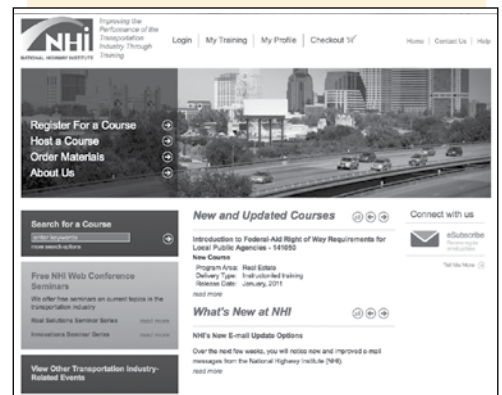 NHI
NATIONAL HIGHWAY INSTITUTE
Improving the
Performance of the
Transportation
Industry Through
Training
Login | My Training | My Profile | Checkout
Home | Contact Us | Help
Register For a Course
Host a Course
Order Materials
About Us
Search for a Course
enter keywords
more search options
Free NHI Web Conference
Seminars
We offer free seminars on current topics in the
transportation industry
Real Solutions Seminar Series read more
Innovations Seminar Series read more
View Other Transportation Industry-
Related Events
New and Updated Courses
Introduction to Federal-Aid Right of Way Requirements for
Local Public Agencies - 141050
New Course
Program Area: Real Estate
Delivery Type: Instructor-led training
Release Date: January, 2011
read more
What's New at NHI
NHI's New E-mail Update Options
Over the next few weeks, you will notice new and improved e-mail
messages from the National Highway Institute (NHI).
read more
Connect with us
eSubscribe
Tell Me More